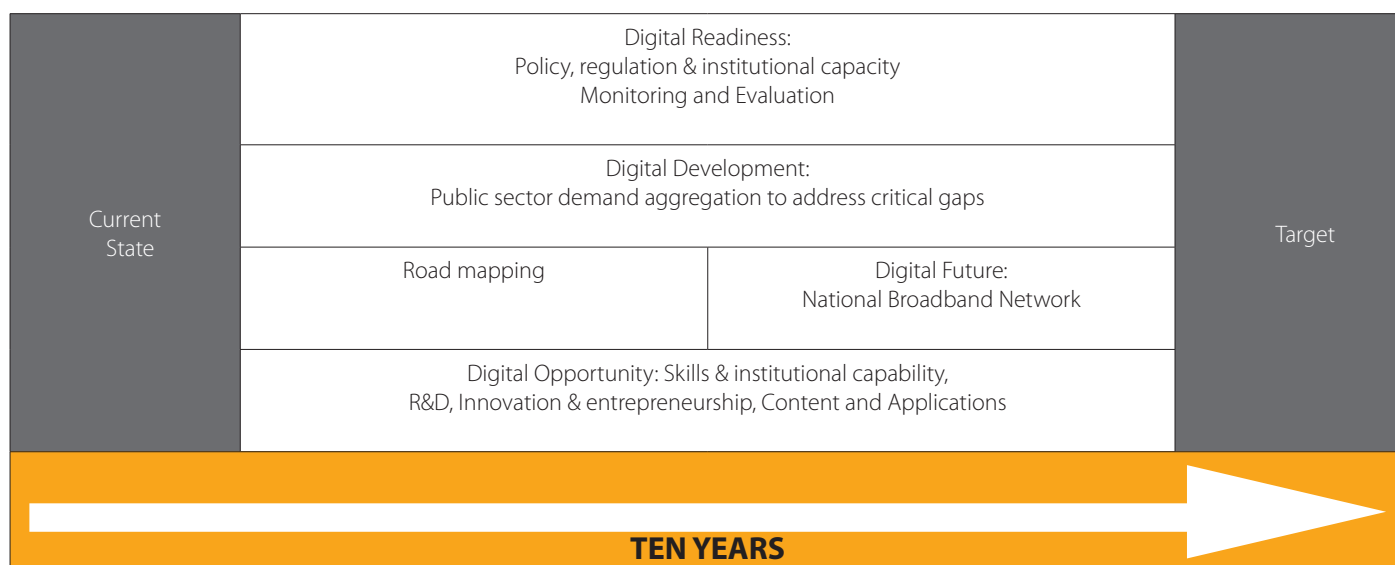 Current
State
Digital Readiness:
Policy, regulation & institutional capacity
Monitoring and Evaluation
Digital Development:
Public sector demand aggregation to address critical gaps
Road mapping
Digital Future:
National Broadband Network
Digital Opportunity: Skills & institutional capability,
R&D, Innovation & entrepreneurship, Content and Applications
Target
TEN YEARS